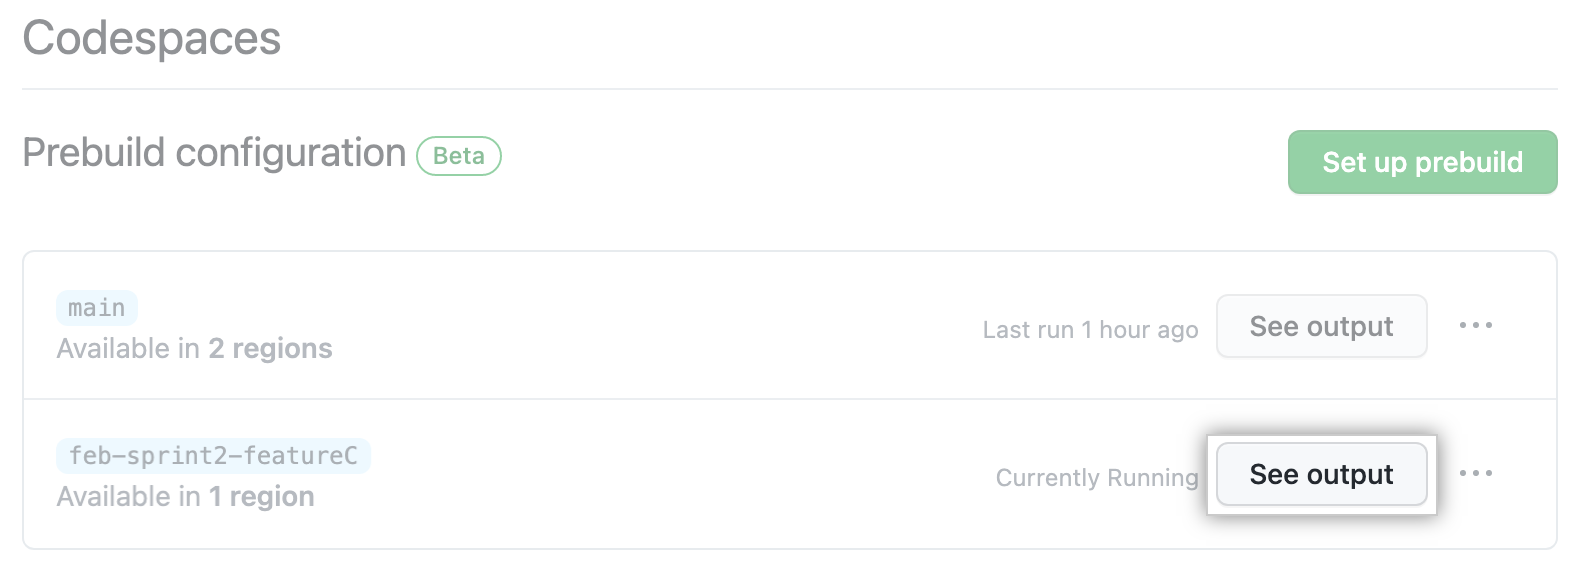 Codespaces
Prebuild configuration Beta
Set up prebuild
main
Available in 2 regions
Last run 1 hour ago
See output
feb-sprint2-featureC
Available in 1 region
Currently Running
See output